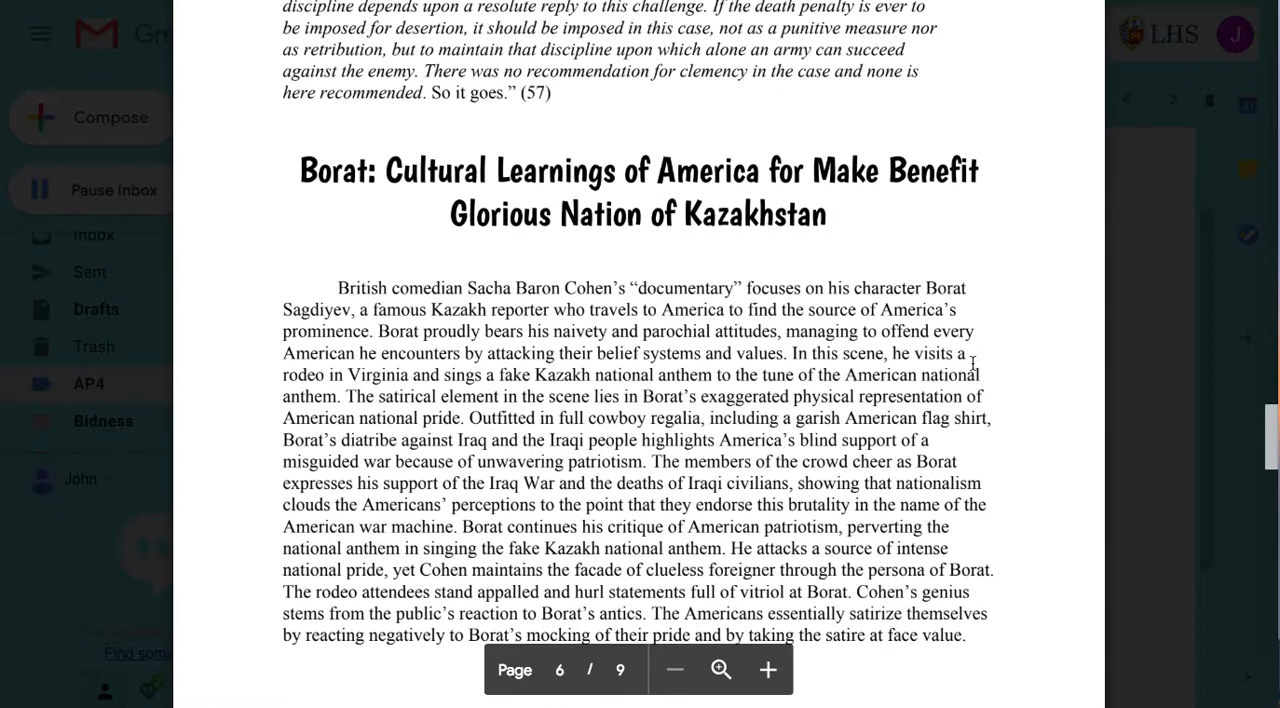 discipline depends upon a resolute reply to this challenge. If the death penalty is ever to
be imposed for desertion, it should be imposed in this case, not as a punitive measure nor
as retribution, but to maintain that discipline upon which alone an army can succeed
against the enemy. There was no recommendation for clemency in the case and none is
here recommended. So it goes.” (57)
Borat: Cultural Learnings of America for Make Benefit
Glorious Nation of Kazakhstan
British comedian Sacha Baron Cohen’s “documentary” focuses on his character Borat
Sagdiyev, a famous Kazakh reporter who travels to America to find the source of America’s
prominence. Borat proudly bears his naivety and parochial attitudes, managing to offend every
American he encounters by attacking their belief systems and values. In this scene, he visits a
rodeo in Virginia and sings a fake Kazakh national anthem to the tune of the American national
anthem. The satirical element in the scene lies in Borat’s exaggerated physical representation of
American national pride. Outfitted in full cowboy regalia, including a garish American flag shirt,
Borat’s diatribe against Iraq and the Iraqi people highlights America’s blind support of a
misguided war because of unwavering patriotism. The members of the crowd cheer as Borat
expresses his support of the Iraq War and the deaths of Iraqi civilians, showing that nationalism
clouds the Americans’ perceptions to the point that they endorse this brutality in the name of the
American war machine. Borat continues his critique of American patriotism, perverting the
national anthem in singing the fake Kazakh national anthem. He attacks a source of intense
national pride, yet Cohen maintains the facade of clueless foreigner through the persona of Borat.
The rodeo attendees stand appalled and hurl statements full of vitriol at Borat. Cohen’s genius
stems from the public’s reaction to Borat’s antics. The Americans essentially satirize themselves
by reacting negatively to Borat’s mocking of their pride and by taking the satire at face value.
Page 6 / 9
Gm
Compose
Pause Inbox
Inbox
Sent
Drafts
Trash
AP4
Bidness
John
Find som
LHS
J